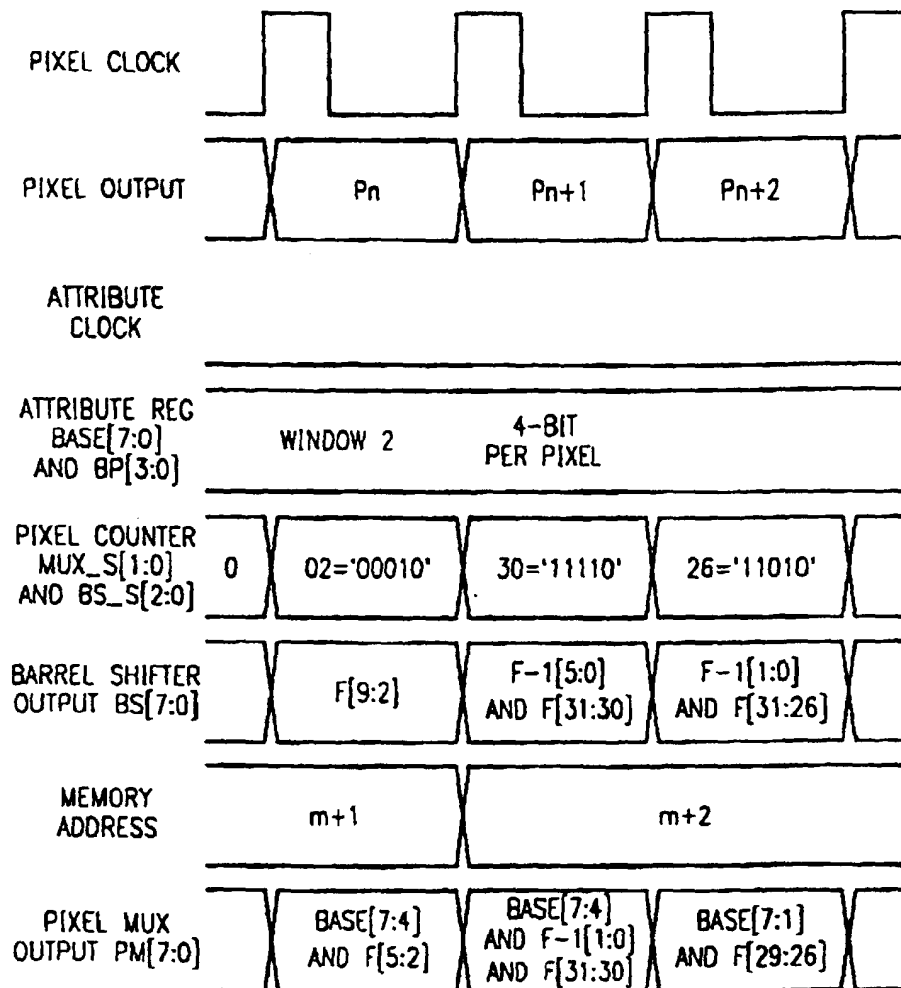 PIXEL CLOCK
PIXEL OUTPUT
Pn
Pn+1
Pn+2
ATTRIBUTE
CLOCK
ATTRIBUTE REG
BASE[7:0]
AND BP[3:0]
WINDOW 2
4-BIT
PER PIXEL
PIXEL COUNTER
MUX_S[1:0]
AND BS_S[2:0]
0
02='00010'
30='11110'
26='11010'
BARREL SHIFTER
OUTPUT BS[7:0]
F[9:2]
F-1[5:0]
AND F[31:30]
F-1[1:0]
AND F[31:26]
MEMORY
ADDRESS
m+1
m+2
PIXEL MUX
OUTPUT PM[7:0]
BASE[7:4]
AND F[5:2]
BASE[7:4]
AND F-1[1:0]
AND F[31:30]
BASE[7:1]
AND F[29:26]